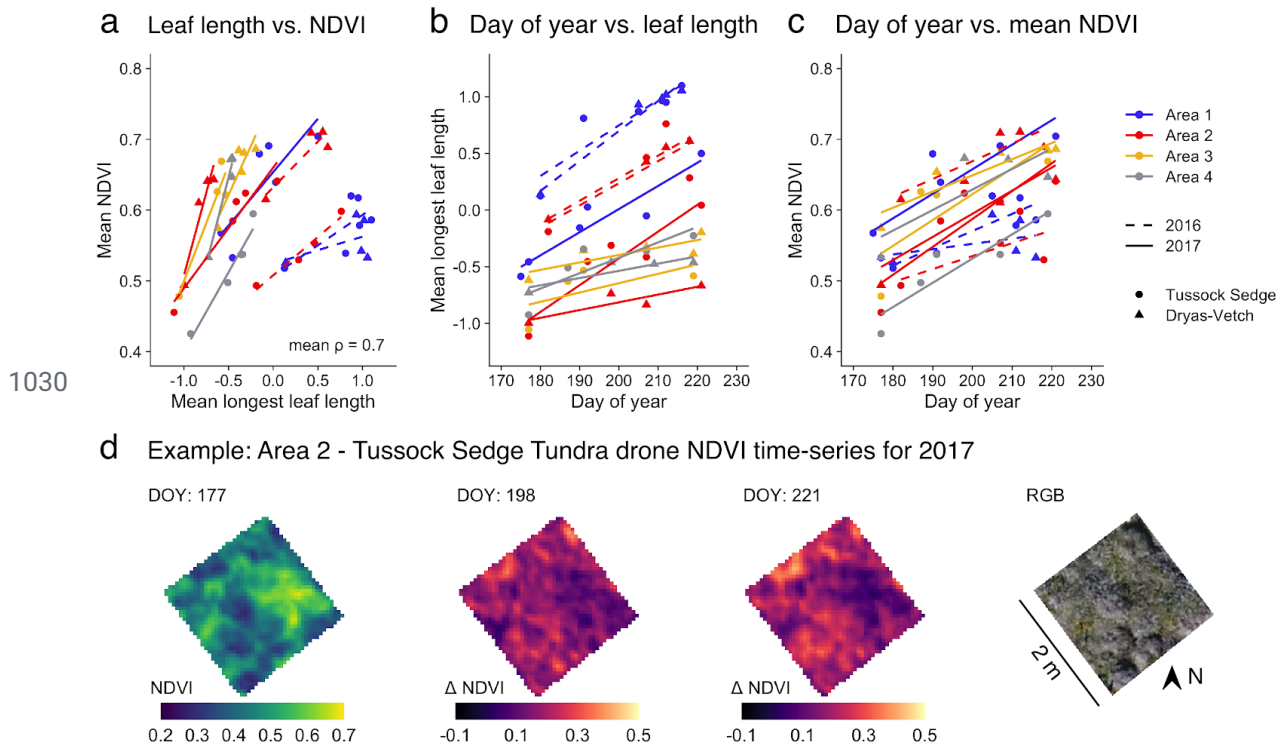 a Leaf length vs. NDVI
b Day of year vs. leaf length
c Day of year vs. mean NDVI
Mean NDVI
0.8
0.7
0.6
0.5
0.4
-1.0 -0.5 0.0 0.5 1.0
Mean longest leaf length
mean ρ = 0.7
Mean longest leaf length
1.0
0.5
0.0
-0.5
-1.0
170 180 190 200 210 220 230
Day of year
Mean NDVI
0.8
0.7
0.6
0.5
0.4
170 180 190 200 210 220 230
Day of year
Area 1
Area 2
Area 3
Area 4
2016
2017
Tussock Sedge
Dryas-Vetch
1030
d Example: Area 2 - Tussock Sedge Tundra drone NDVI time-series for 2017
DOY: 177
DOY: 198
DOY: 221
RGB
NDVI
0.2 0.3 0.4 0.5 0.6 0.7
Δ NDVI
-0.1 0.1 0.3 0.5
Δ NDVI
-0.1 0.1 0.3 0.5
2 m
N